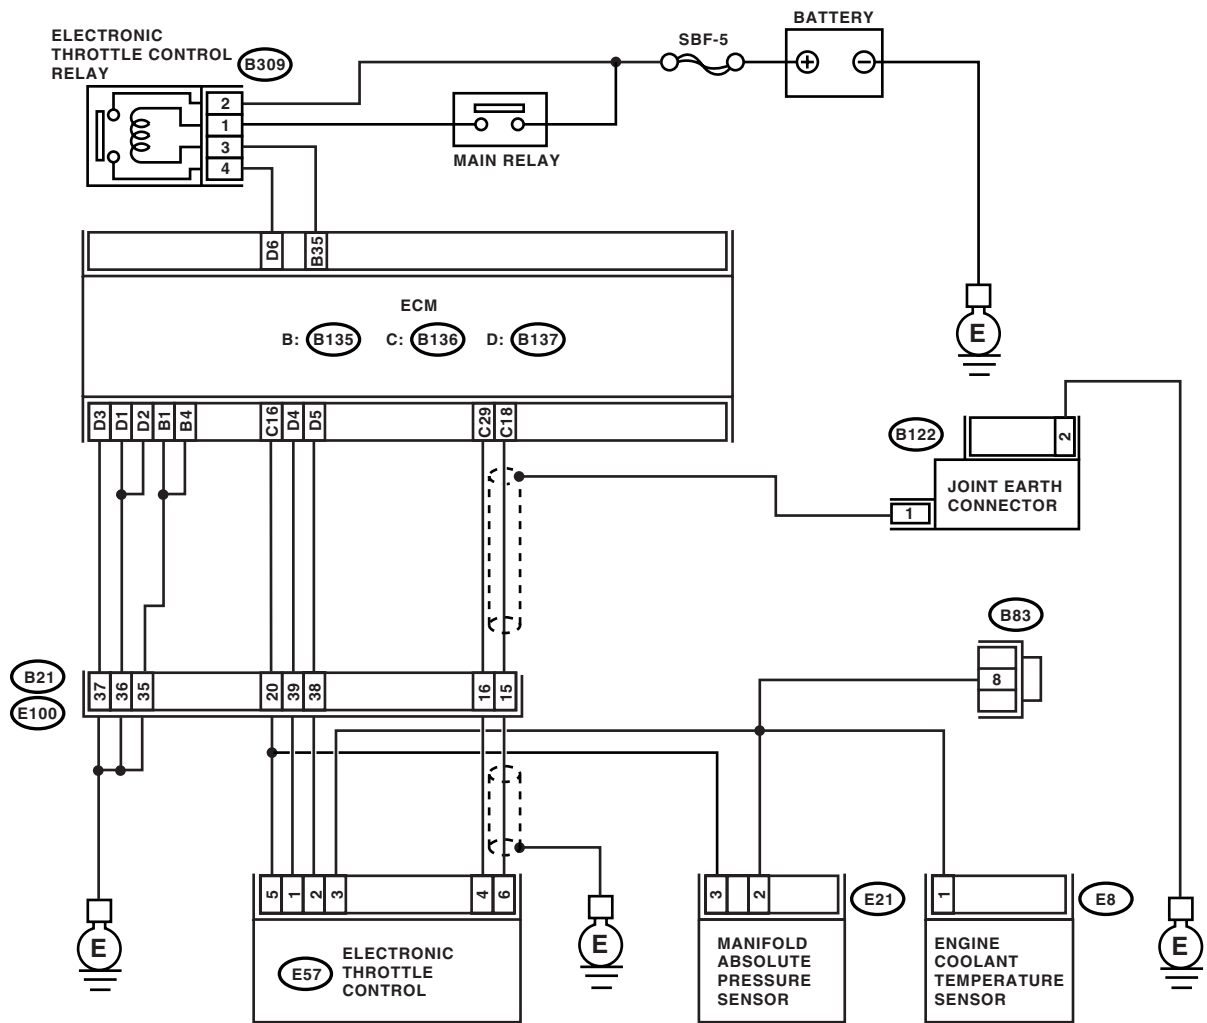 BATTERY
ELECTRONIC
THROTTLE CONTROL
RELAY
B309
SBF-5
2
1
3
4
MAIN RELAY
D6
B35
ECM
B: B135 C: B136 D: B137
E
D3
D1
D2
B1
B4
C16
D4
D5
C29
C18
B122
2
JOINT EARTH
CONNECTOR
1
B83
8
B21
E100
37
36
35
20
39
38
16
15
5
1
2
3
4
6
3
2
E21
1
E8
E
E57
ELECTRONIC
THROTTLE
CONTROL
E
MANIFOLD
ABSOLUTE
PRESSURE
SENSOR
ENGINE
COOLANT
TEMPERATURE
SENSOR
E